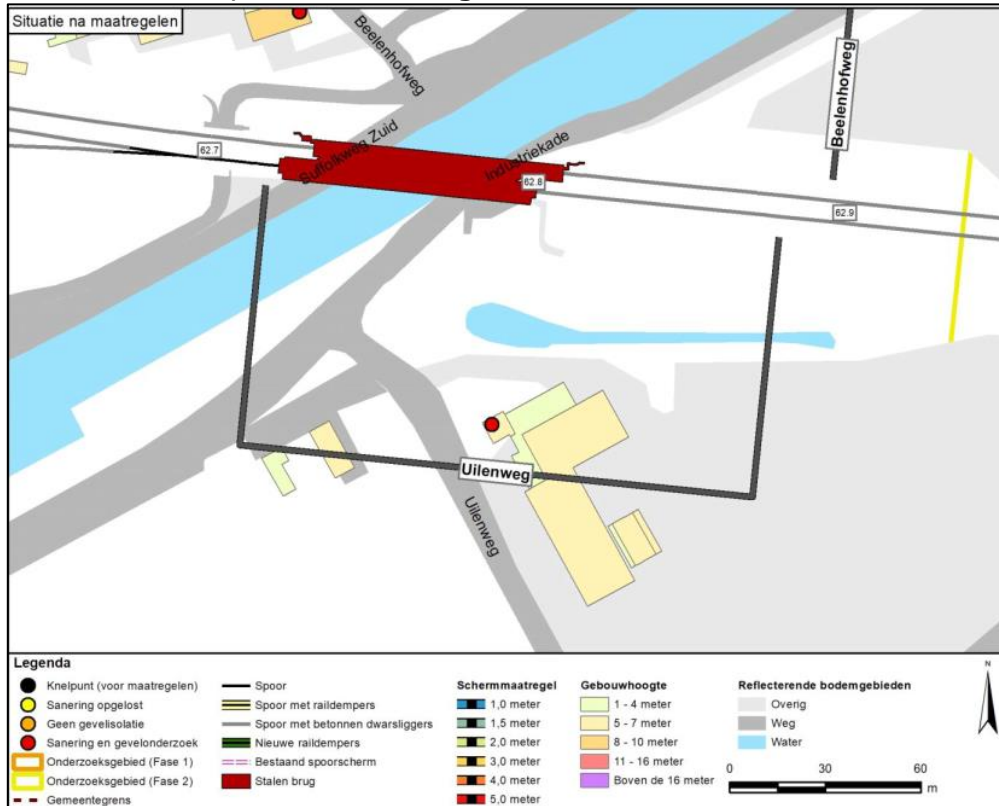 Situatie na maatregelen
Beelenhofweg
Beelenhofweg
Suffolkweg Zuid
Industriekade
62.7
62.8
62.9
Uilenweg
Uilenweg
Legenda
Knelpunt (voor maatregelen)
Sanering opgelost
Geen gevelisolatie
Sanering en gevelonderzoek
Onderzoeksgebied (Fase 1)
Onderzoeksgebied (Fase 2)
Gemeentegrens
Spoor
Spoor met raildempers
Spoor met betonnen dwarsliggers
Nieuwe raildempers
Bestaand spoorscherm
Stalen brug
Schermmaatregel
1,0 meter
1,5 meter
2,0 meter
3,0 meter
4,0 meter
5,0 meter
Gebouwhoogte
1 - 4 meter
5 - 7 meter
8 - 10 meter
11 - 16 meter
Boven de 16 meter
Reflecterende bodemgebieden
Overig
Weg
Water
N
0 30 60
m